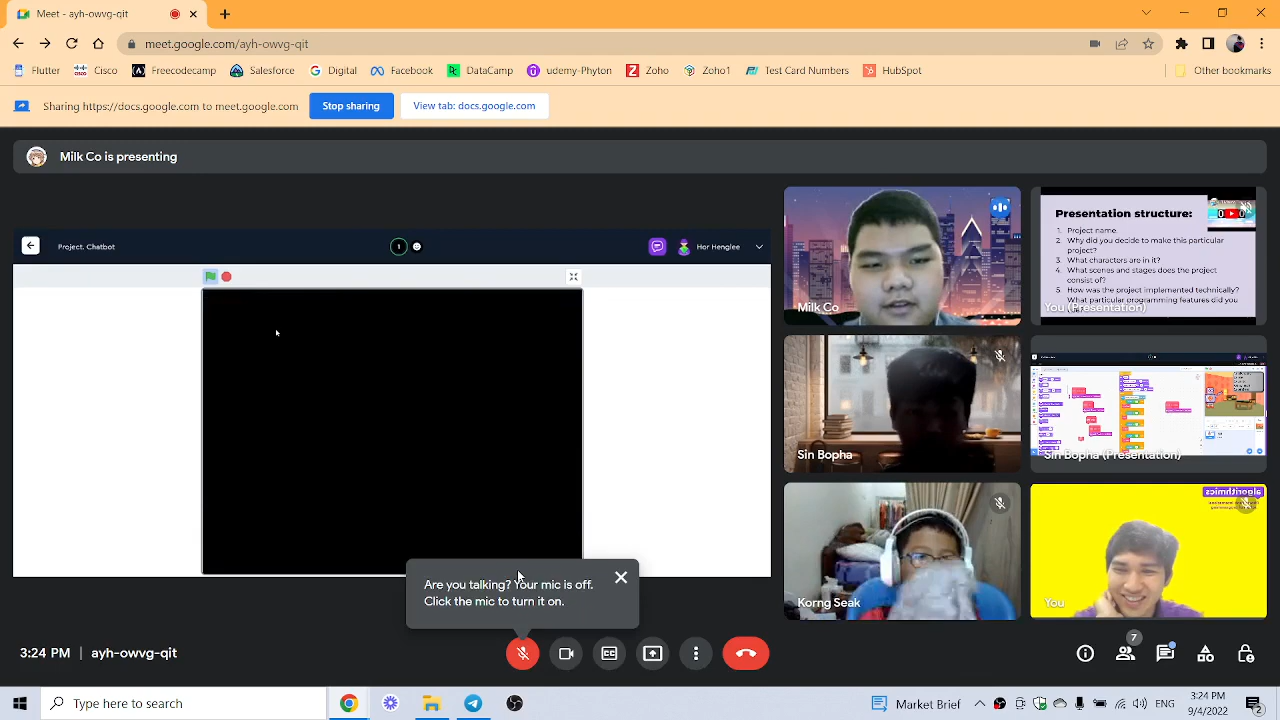 Meet - ayh-owvg-qit
meet.google.com/ayh-owvg-qit
Flutter
Cisco
Freecodecamp
Salesforce
Digital
Facebook
DataCamp
udemy-Phyton
Zoho
Zoho1
Test Card Numbers
HubSpot
Other bookmarks
Sharing https://docs.google.com to meet.google.com
Stop sharing
View tab: docs.google.com
Milk Co is presenting
Project. Chatbot
1
Hor Henglee
Milk Co
Presentation structure:
1. Project name.
2. Why did you decide to make this particular
project?
3. What characters are in it?
4. What scores and stages does the project
consist of?
5. How was the project implemented technically?
What particular programming features did you
You (Presentation)
Sin Bopha
Sin Bopha (Presentation)
Korng Seak
algorithmics
You
Are you talking? Your mic is off.
Click the mic to turn it on.
3:24 PM | ayh-owvg-qit
7
Type here to search
Market Brief
3:24 PM
9/4/2022
2